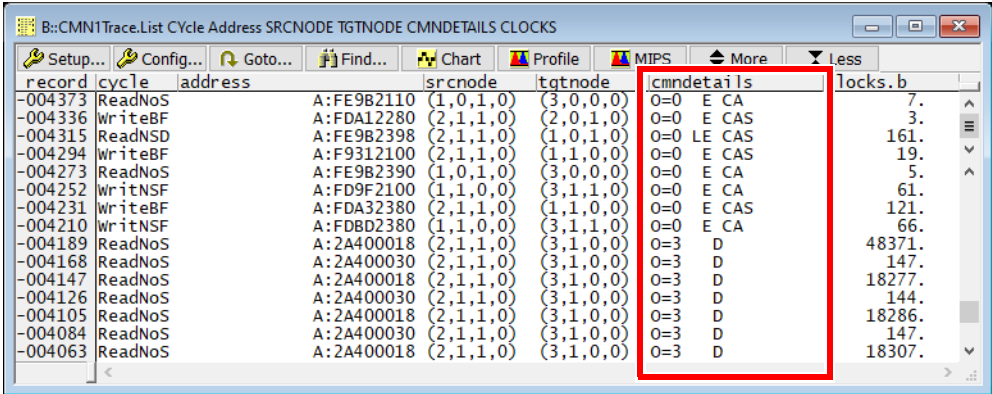 B::CMN1Trace.List CYcle Address SRCNODE TGTNODE CMNDETAILS CLOCKS
Setup... Config... Goto... Find... Chart Profile MIPS More Less
record cycle address srcnode tgtnode cmndetails locks.b
-004373 ReadNoS A:FE9B2110 (1,0,1,0) (3,0,0,0) O=0 E CA 7.
-004336 WriteBF A:FDA12280 (2,1,1,0) (2,0,1,0) O=0 E CAS 3.
-004315 ReadNSD A:FE9B2398 (2,1,1,0) (1,0,1,0) O=0 LE CAS 161.
-004294 WriteBF A:F9312100 (2,1,1,0) (1,1,0,0) O=0 E CAS 19.
-004273 ReadNoS A:FE9B2390 (1,0,1,0) (3,0,0,0) O=0 E CA 5.
-004252 WritNSF A:FD9F2100 (1,1,0,0) (3,1,1,0) O=0 E CA 61.
-004231 WriteBF A:FDA32380 (2,1,1,0) (1,1,0,0) O=0 E CAS 121.
-004210 WritNSF A:FDBD2380 (1,1,0,0) (3,1,1,0) O=0 E CA 66.
-004189 ReadNoS A:2A400018 (2,1,1,0) (3,1,0,0) O=3 D 48371.
-004168 ReadNoS A:2A400030 (2,1,1,0) (3,1,0,0) O=3 D 147.
-004147 ReadNoS A:2A400018 (2,1,1,0) (3,1,0,0) O=3 D 18277.
-004126 ReadNoS A:2A400030 (2,1,1,0) (3,1,0,0) O=3 D 144.
-004105 ReadNoS A:2A400018 (2,1,1,0) (3,1,0,0) O=3 D 18286.
-004084 ReadNoS A:2A400030 (2,1,1,0) (3,1,0,0) O=3 D 147.
-004063 ReadNoS A:2A400018 (2,1,1,0) (3,1,0,0) O=3 D 18307.